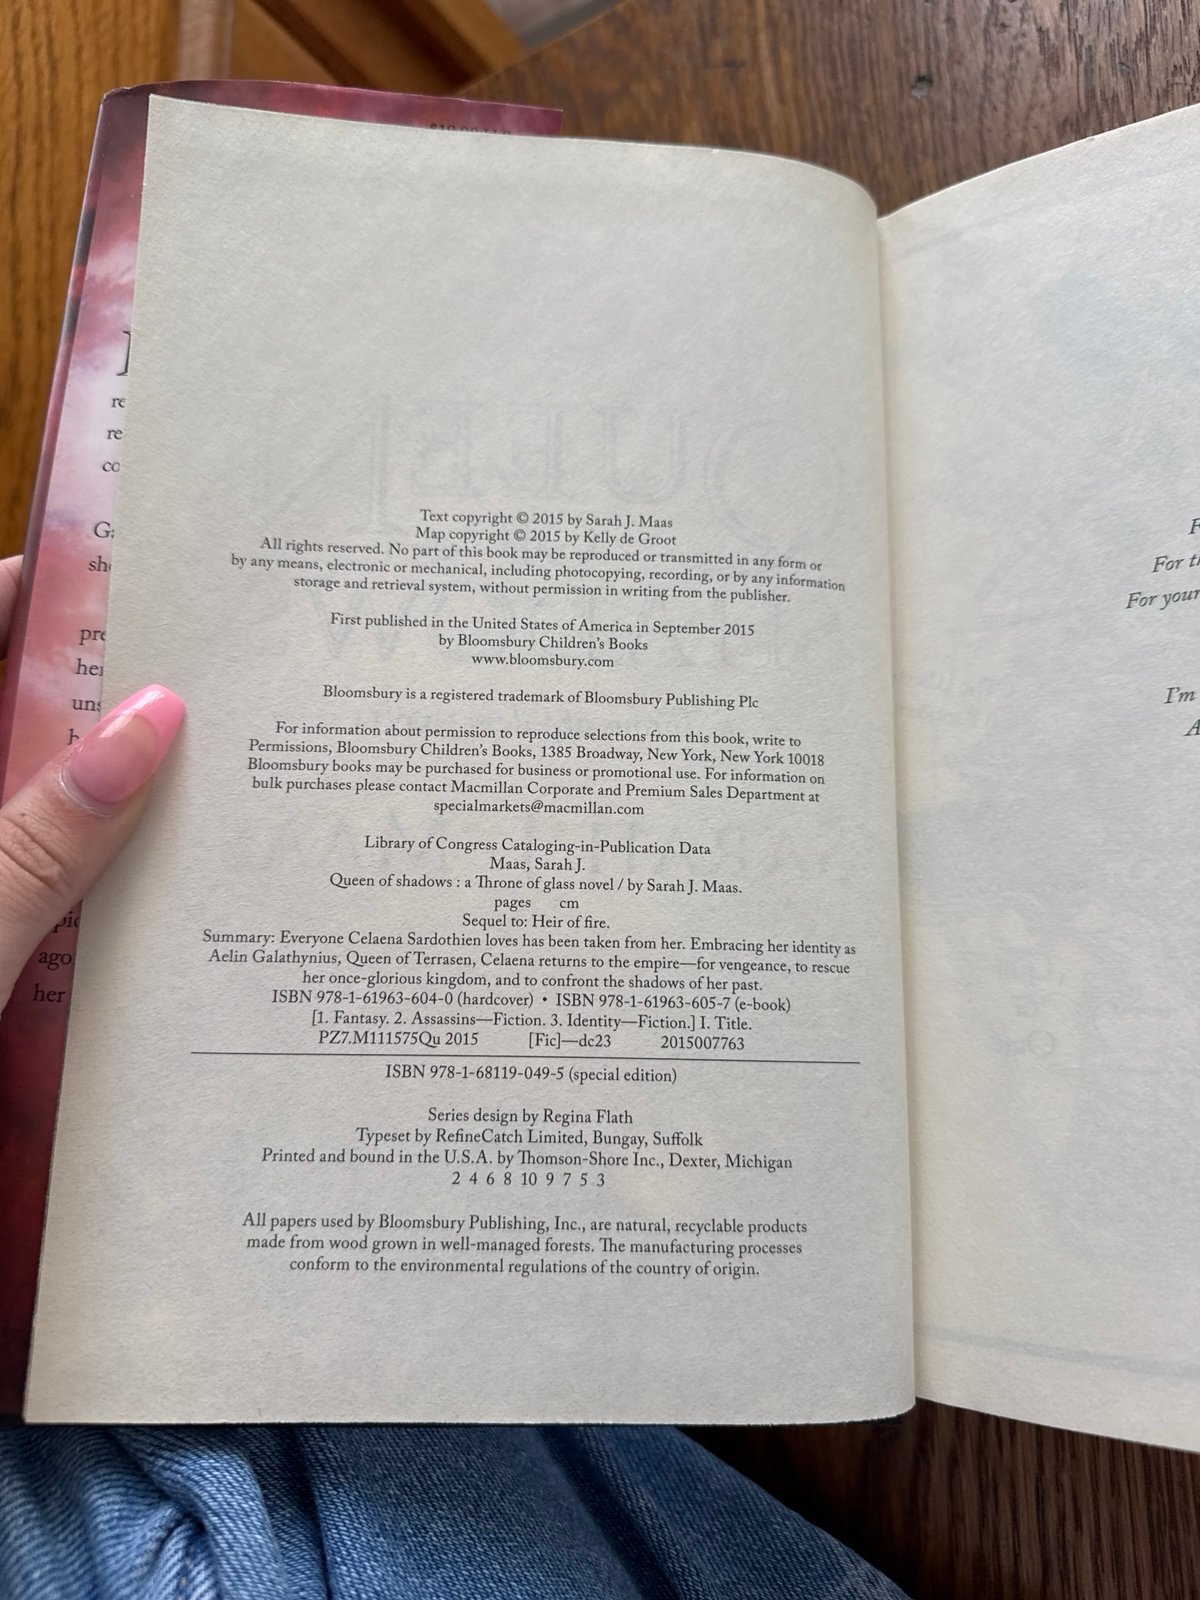 re
re
co
G
she
pre
her
uns
h
pic
ago
her
Text copyright © 2015 by Sarah J. Maas
Map copyright © 2015 by Kelly de Groot
All rights reserved. No part of this book may be reproduced or transmitted in any form or
by any means, electronic or mechanical, including photocopying, recording, or by any information
storage and retrieval system, without permission in writing from the publisher.
First published in the United States of America in September 2015
by Bloomsbury Children's Books
www.bloomsbury.com
Bloomsbury is a registered trademark of Bloomsbury Publishing Plc
For information about permission to reproduce selections from this book, write to
Permissions, Bloomsbury Children's Books, 1385 Broadway, New York, New York 10018
Bloomsbury books may be purchased for business or promotional use. For information on
bulk purchases please contact Macmillan Corporate and Premium Sales Department at
specialmarkets@macmillan.com
Library of Congress Cataloging-in-Publication Data
Maas, Sarah J.
Queen of shadows : a Throne of glass novel / by Sarah J. Maas.
pages cm
Sequel to: Heir of fire.
Summary: Everyone Celaena Sardothien loves has been taken from her. Embracing her identity as
Aelin Galathynius, Queen of Terrasen, Celaena returns to the empire—for vengeance, to rescue
her once-glorious kingdom, and to confront the shadows of her past.
ISBN 978-1-61963-604-0 (hardcover) • ISBN 978-1-61963-605-7 (e-book)
[1. Fantasy. 2. Assassins—Fiction. 3. Identity—Fiction.] I. Title.
PZ7.M111575Qu 2015 [Fic]—dc23 2015007763
ISBN 978-1-68119-049-5 (special edition)
Series design by Regina Flath
Typeset by RefineCatch Limited, Bungay, Suffolk
Printed and bound in the U.S.A. by Thomson-Shore Inc., Dexter, Michigan
2 4 6 8 10 9 7 5 3
All papers used by Bloomsbury Publishing, Inc., are natural, recyclable products
made from wood grown in well-managed forests. The manufacturing processes
conform to the environmental regulations of the country of origin.
F
For th
For your
I'm
A